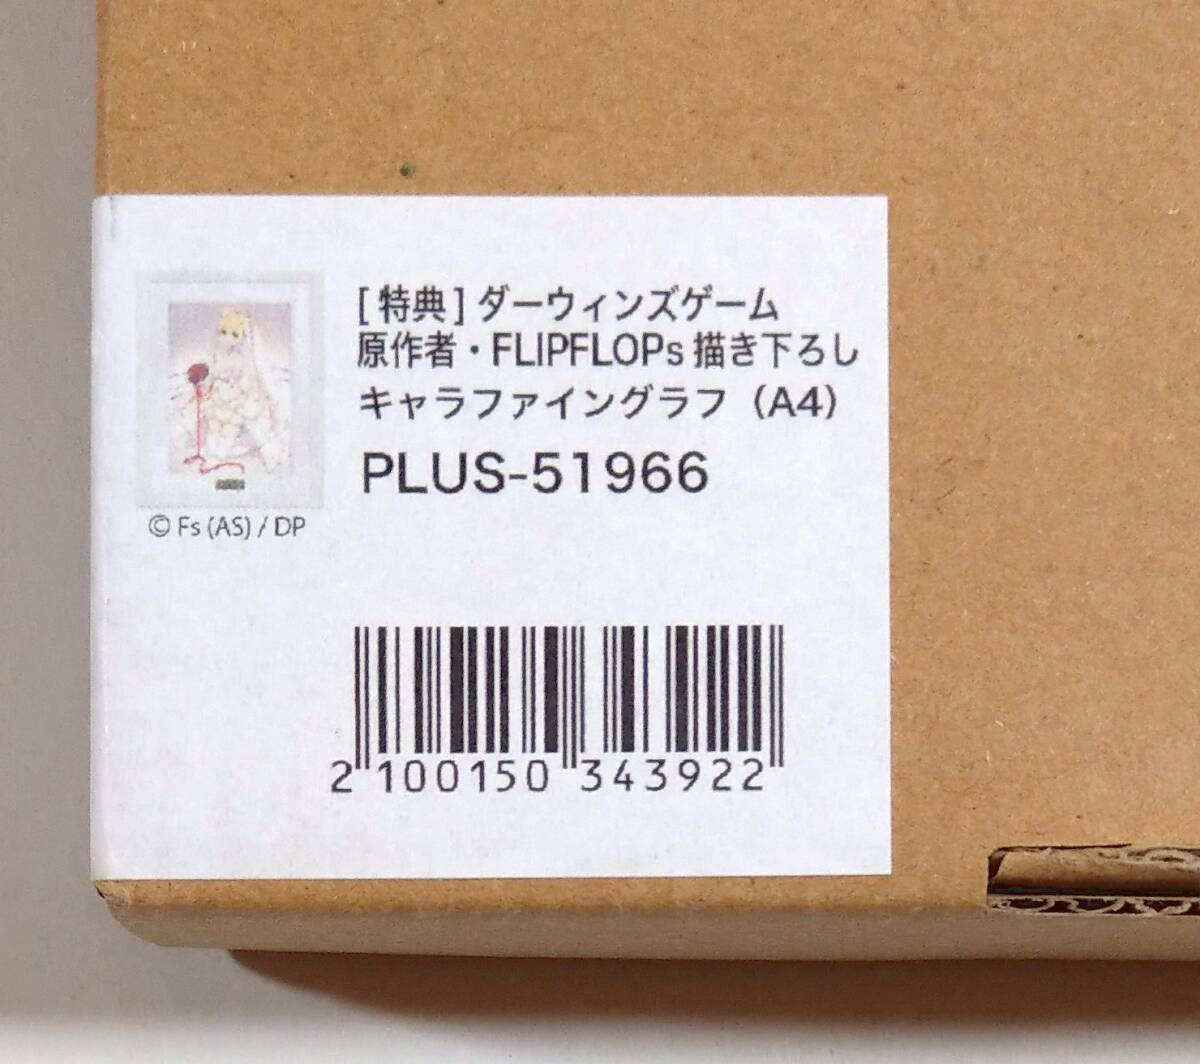 [特典] ダーウィンズゲーム
原作者・FLIPFLOPs 描き下ろし
キャラファイングラフ（A4）
PLUS-51966
© Fs (AS) / DP
2 100150 343922